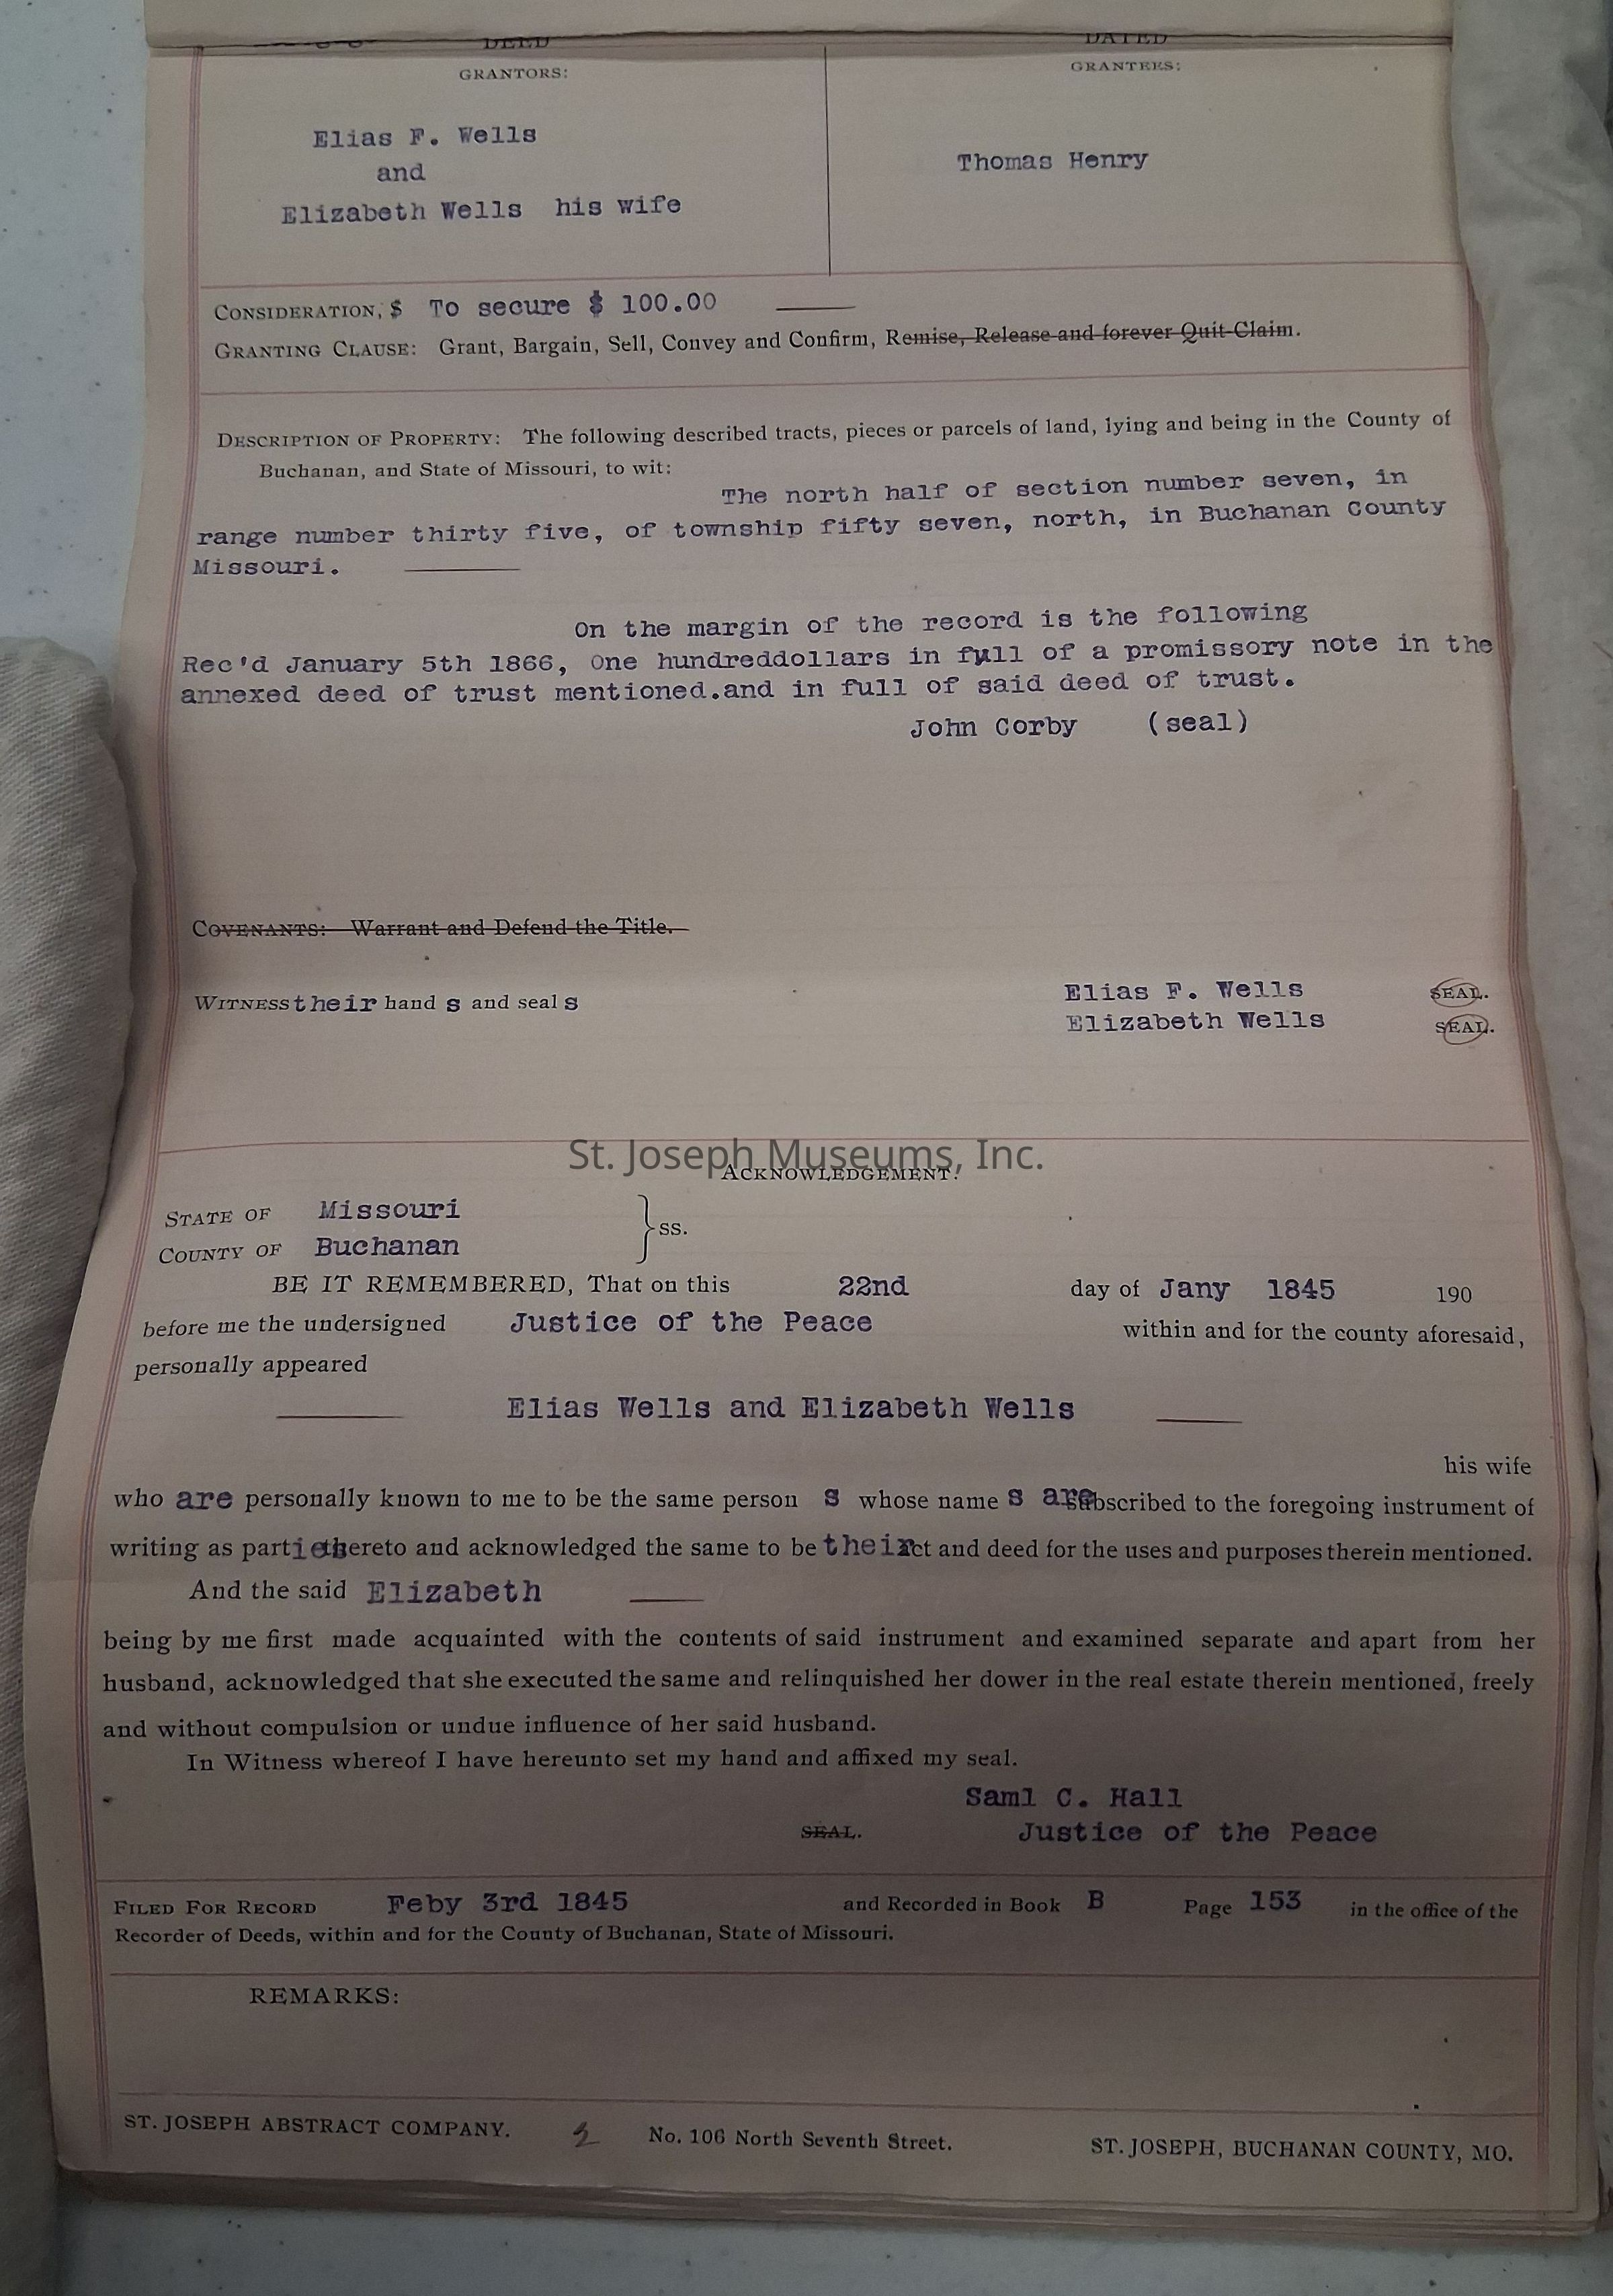 DEED DATED
GRANTORS: GRANTEES:
Elias F. Wells
and
Elizabeth Wells his wife
Thomas Henry
CONSIDERATION, $ To secure $ 100.00
GRANTING CLAUSE: Grant, Bargain, Sell, Convey and Confirm, Remise, Release and forever Quit-Claim.
DESCRIPTION OF PROPERTY: The following described tracts, pieces or parcels of land, lying and being in the County of
Buchanan, and State of Missouri, to wit:
The north half of section number seven, in
range number thirty five, of township fifty seven, north, in Buchanan County
Missouri.
On the margin of the record is the following
Rec'd January 5th 1866, One hundreddollars in full of a promissory note in the
annexed deed of trust mentioned.and in full of said deed of trust.
John Corby (seal)
COVENANTS: Warrant and Defend the Title.
WITNESS their hand s and seal s
Elias F. Wells SEAL.
Elizabeth Wells SEAL.
St. Joseph Museums, Inc.
ACKNOWLEDGEMENT.
STATE OF Missouri
COUNTY OF Buchanan } ss.
BE IT REMEMBERED, That on this 22nd day of Jany 1845 190
before me the undersigned Justice of the Peace within and for the county aforesaid,
personally appeared
Elias Wells and Elizabeth Wells
his wife
who are personally known to me to be the same person s whose name s are subscribed to the foregoing instrument of
writing as parties thereto and acknowledged the same to be their act and deed for the uses and purposes therein mentioned.
And the said Elizabeth
being by me first made acquainted with the contents of said instrument and examined separate and apart from her
husband, acknowledged that she executed the same and relinquished her dower in the real estate therein mentioned, freely
and without compulsion or undue influence of her said husband.
In Witness whereof I have hereunto set my hand and affixed my seal.
Saml C. Hall
SEAL. Justice of the Peace
FILED FOR RECORD Feby 3rd 1845 and Recorded in Book B Page 153 in the office of the
Recorder of Deeds, within and for the County of Buchanan, State of Missouri.
REMARKS:
ST. JOSEPH ABSTRACT COMPANY. No. 106 North Seventh Street. ST. JOSEPH, BUCHANAN COUNTY, MO.